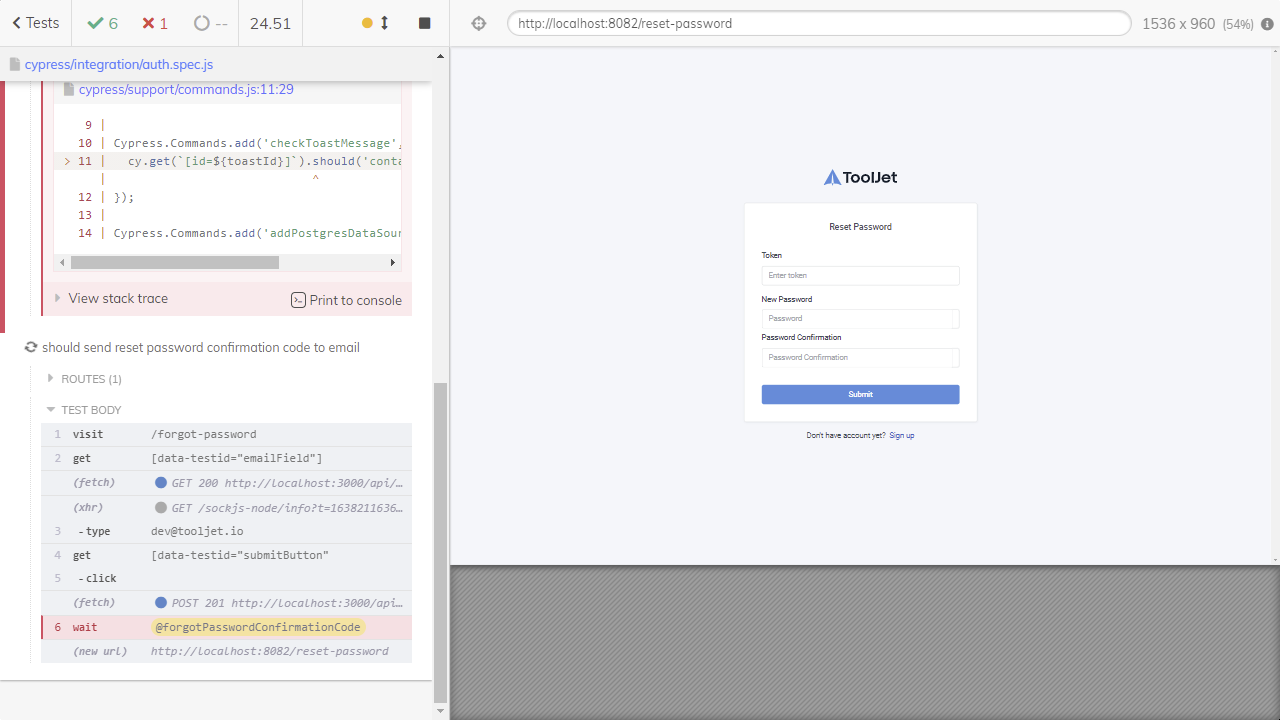 Tests
6
1
--
24.51
http://localhost:8082/reset-password
1536 x 960 (54%)
cypress/integration/auth.spec.js
cypress/support/commands.js:11:29
9 |
10 | Cypress.Commands.add('checkToastMessage',
> 11 |   cy.get(`[id=${toastId}]`).should('conta
| ^
12 | });
13 |
14 | Cypress.Commands.add('addPostgresDataSour
View stack trace
Print to console
should send reset password confirmation code to email
ROUTES (1)
TEST BODY
1 visit /forgot-password
2 get [data-testid="emailField"]
(fetch) GET 200 http://localhost:3000/api/…
(xhr) GET /sockjs-node/info?t=1638211636…
3 -type dev@tooljet.io
4 get [data-testid="submitButton"
5 -click
(fetch) POST 201 http://localhost:3000/api…
6 wait @forgotPasswordConfirmationCode
(new url) http://localhost:8082/reset-password
ToolJet
Reset Password
Token
Enter token
New Password
Password
Password Confirmation
Password Confirmation
Submit
Don't have account yet? Sign up